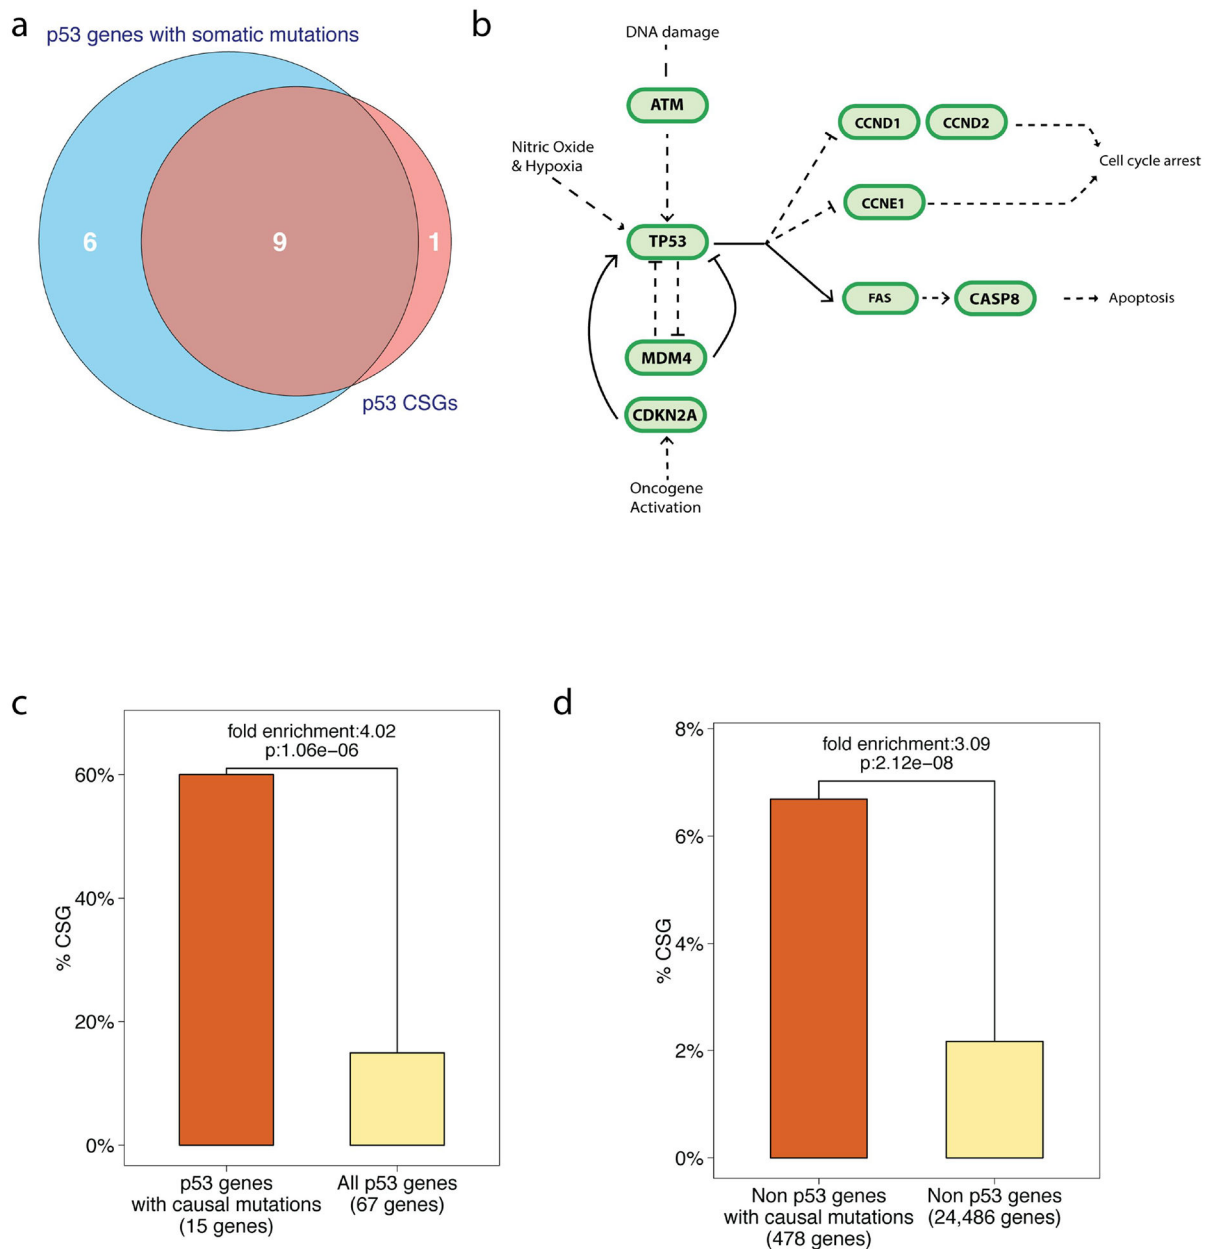 a
p53 genes with somatic mutations
6
9
1
p53 CSGs
b
DNA damage
ATM
Nitric Oxide
& Hypoxia
TP53
MDM4
CDKN2A
Oncogene
Activation
CCND1
CCND2
Cell cycle arrest
CCNE1
FAS
CASP8
Apoptosis
c
fold enrichment:4.02
p:1.06e−06
60%
40%
20%
0%
% CSG
p53 genes
with causal mutations
(15 genes)
All p53 genes
(67 genes)
d
fold enrichment:3.09
p:2.12e−08
8%
6%
4%
2%
0%
% CSG
Non p53 genes
with causal mutations
(478 genes)
Non p53 genes
(24,486 genes)